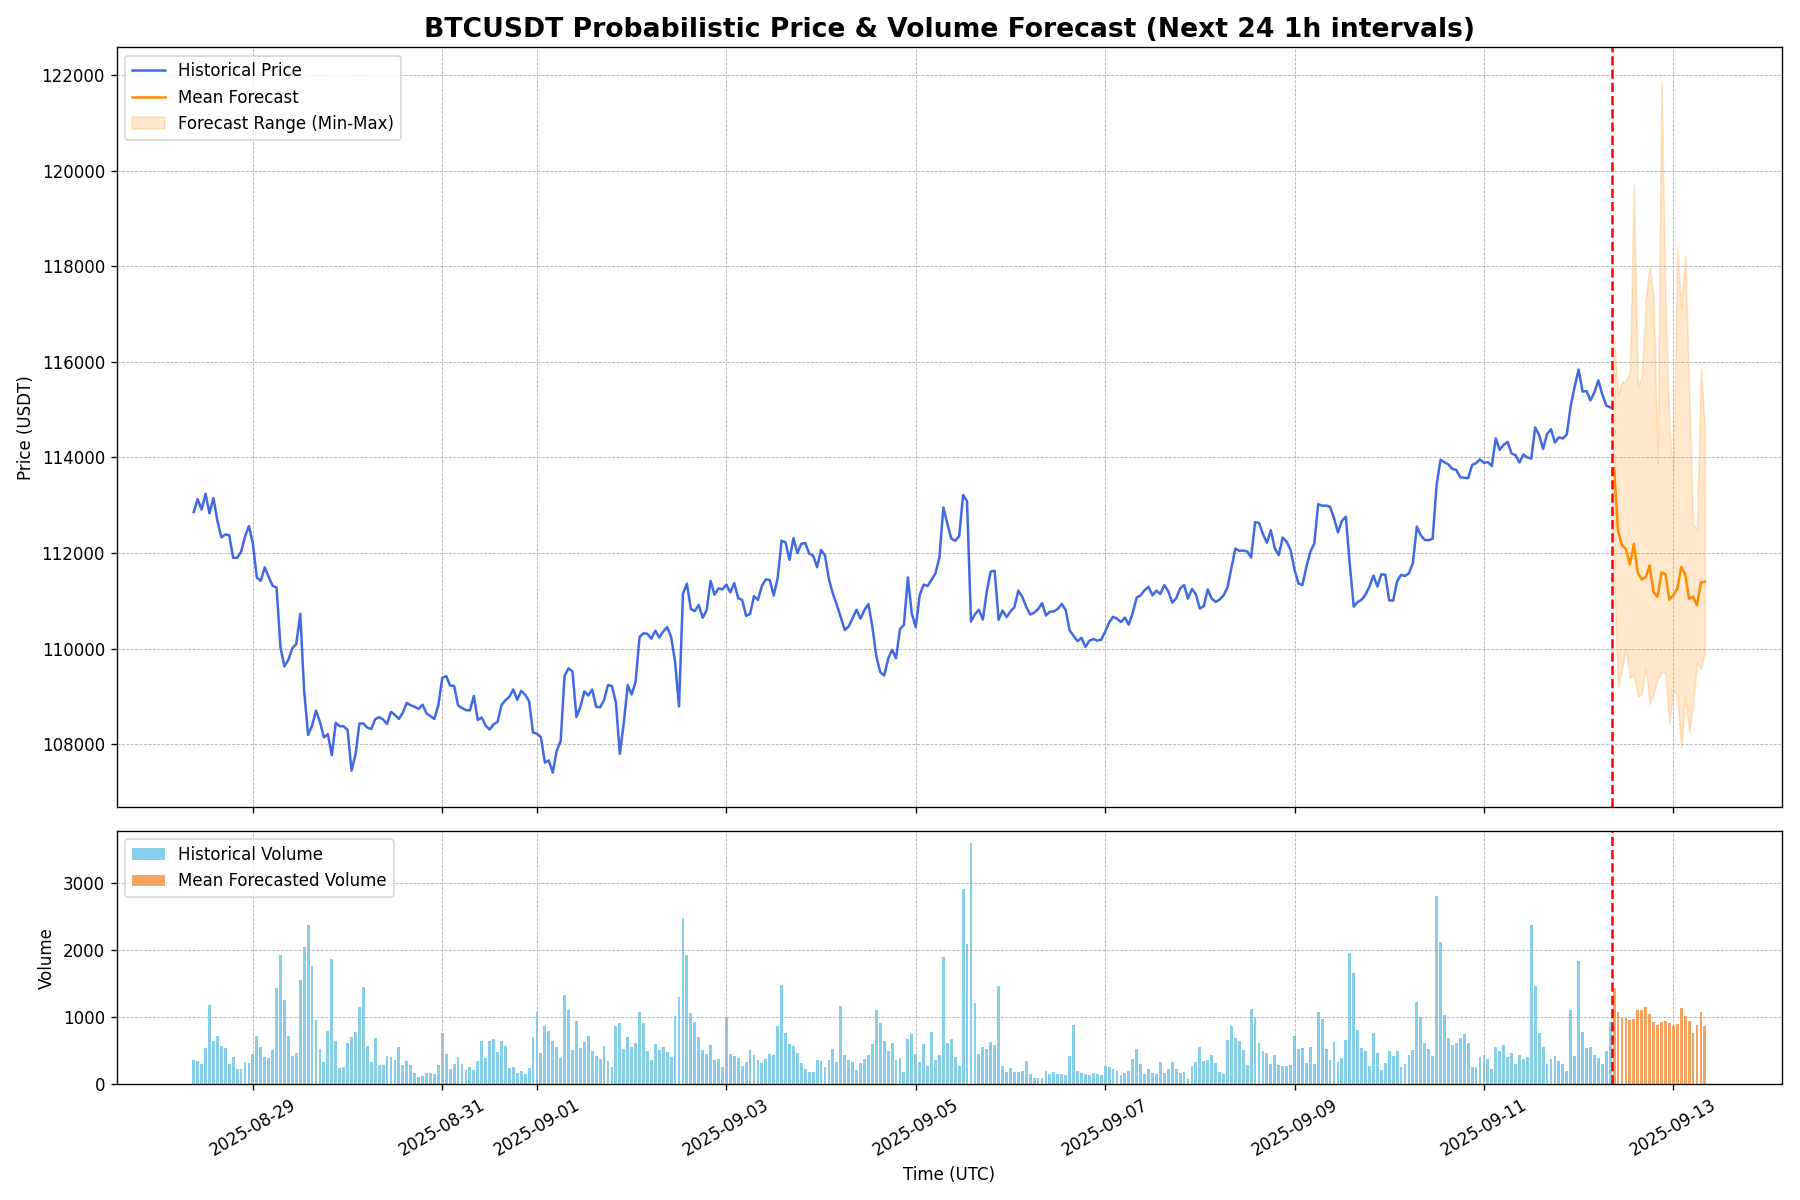 BTCUSDT Probabilistic Price & Volume Forecast (Next 24 1h intervals)
Historical Price
Mean Forecast
Forecast Range (Min-Max)
122000
120000
118000
116000
114000
112000
110000
108000
Price (USDT)
Historical Volume
Mean Forecasted Volume
3000
2000
1000
0
Volume
2025-08-29
2025-08-31
2025-09-01
2025-09-03
2025-09-05
2025-09-07
2025-09-09
2025-09-11
2025-09-13
Time (UTC)